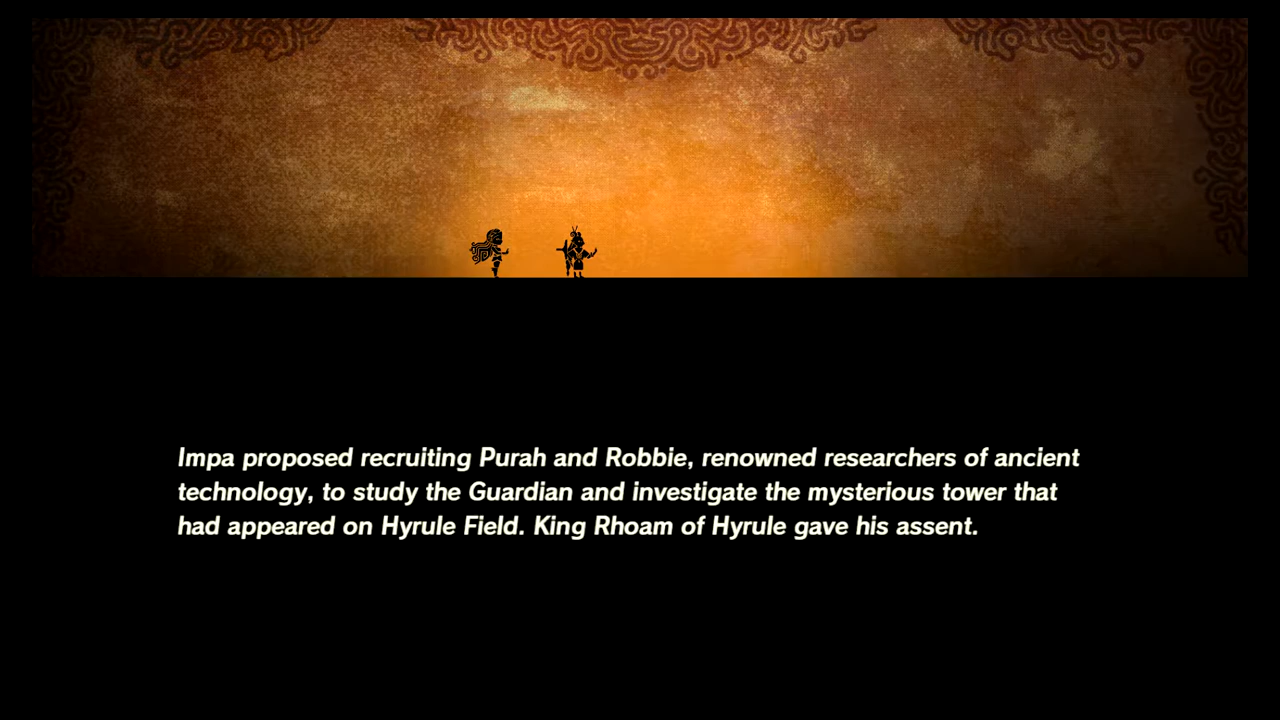 Impa proposed recruiting Purah and Robbie, renowned researchers of ancient
technology, to study the Guardian and investigate the mysterious tower that
had appeared on Hyrule Field. King Rhoam of Hyrule gave his assent.